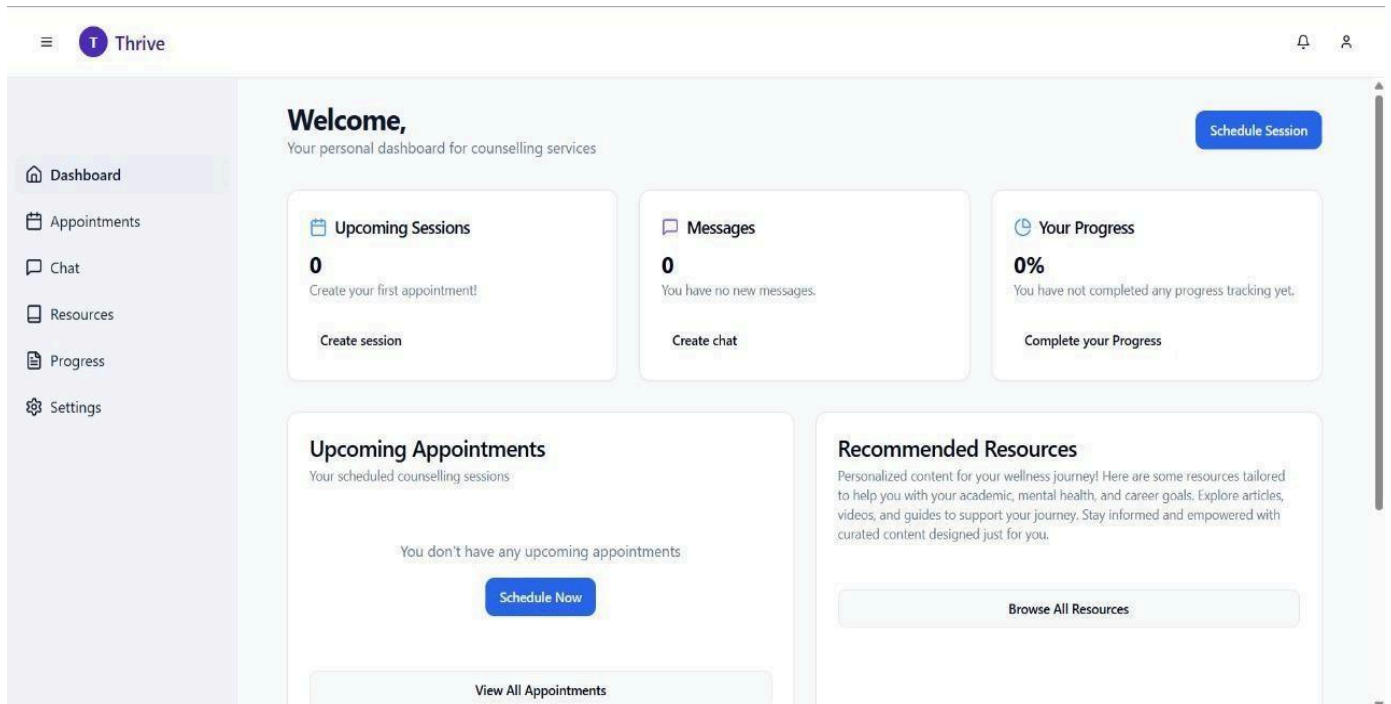 T Thrive
Dashboard
Appointments
Chat
Resources
Progress
Settings
Welcome,
Your personal dashboard for counselling services
Schedule Session
Upcoming Sessions
0
Create your first appointment!
Create session
Messages
0
You have no new messages.
Create chat
Your Progress
0%
You have not completed any progress tracking yet.
Complete your Progress
Upcoming Appointments
Your scheduled counselling sessions
You don't have any upcoming appointments
Schedule Now
View All Appointments
Recommended Resources
Personalized content for your wellness journey! Here are some resources tailored
to help you with your academic, mental health, and career goals. Explore articles,
videos, and guides to support your journey. Stay informed and empowered with
curated content designed just for you.
Browse All Resources